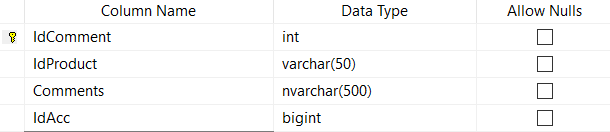 Column Name Data Type Allow Nulls
IdComment int
IdProduct varchar(50)
Comments nvarchar(500)
IdAcc bigint